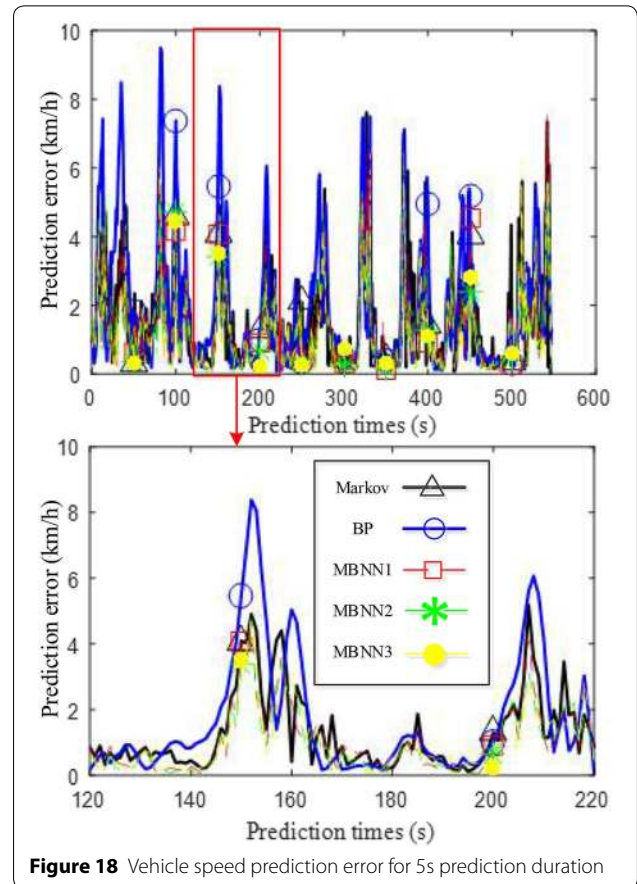 10
8
6
4
2
0
Prediction error (km/h)
0 100 200 300 400 500 600
Prediction times (s)
10
8
6
4
2
0
Prediction error (km/h)
Markov
BP
MBNN1
MBNN2
MBNN3
120 140 160 180 200 220
Prediction times (s)
Figure 18 Vehicle speed prediction error for 5s prediction duration